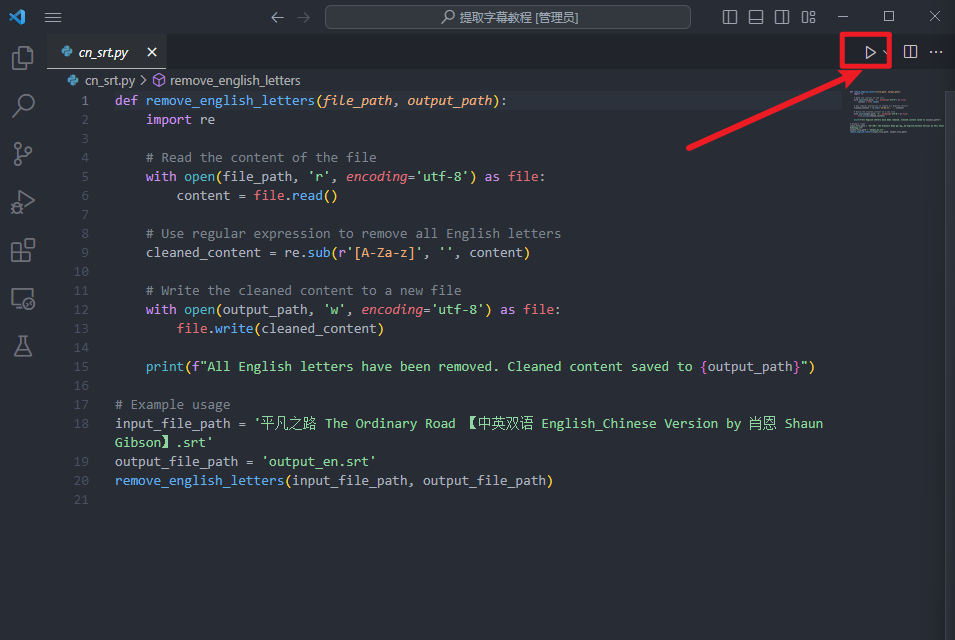 提取字幕教程 [管理员]
cn_srt.py
cn_srt.py > remove_english_letters
1 def remove_english_letters(file_path, output_path):
2 import re
3
4 # Read the content of the file
5 with open(file_path, 'r', encoding='utf-8') as file:
6 content = file.read()
7
8 # Use regular expression to remove all English letters
9 cleaned_content = re.sub(r'[A-Za-z]', '', content)
10
11 # Write the cleaned content to a new file
12 with open(output_path, 'w', encoding='utf-8') as file:
13 file.write(cleaned_content)
14
15 print(f"All English letters have been removed. Cleaned content saved to {output_path}")
16
17 # Example usage
18 input_file_path = '平凡之路 The Ordinary Road 【中英双语 English_Chinese Version by 肖恩 Shaun
Gibson】.srt'
19 output_file_path = 'output_en.srt'
20 remove_english_letters(input_file_path, output_file_path)
21